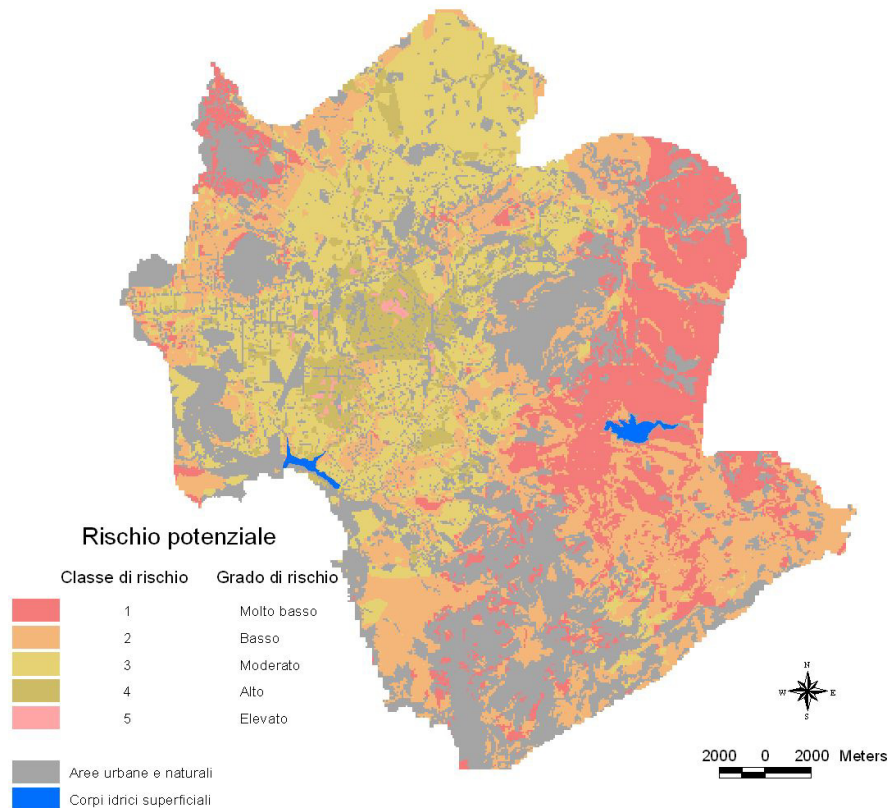 Rischio potenziale
Classe di rischio Grado di rischio
1 Molto basso
2 Basso
3 Moderato
4 Alto
5 Elevato
Aree urbane e naturali
Corpi idrici superficiali
N
W E
S
2000 0 2000 Meters